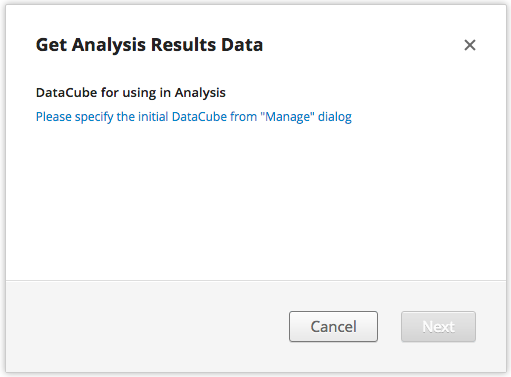 Get Analysis Results Data
DataCube for using in Analysis
Please specify the initial DataCube from "Manage" dialog
Cancel
Next